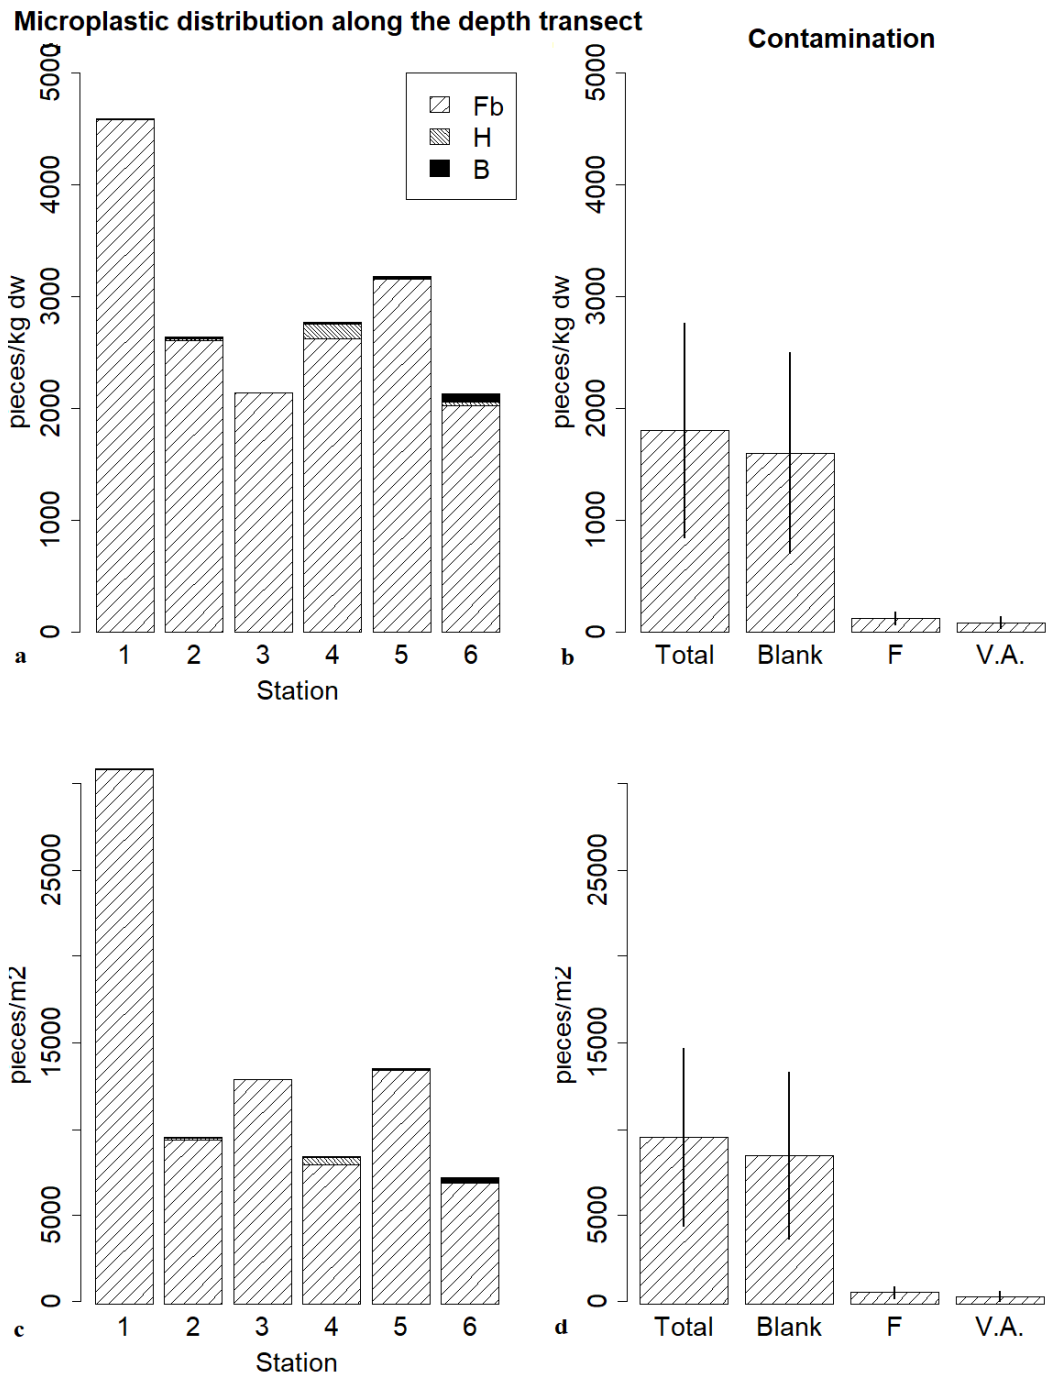 Microplastic distribution along the depth transect
Contamination
pieces/kg dw
0 1000 2000 3000 4000 5000
Fb
H
B
1 2 3 4 5 6
Station
a
pieces/kg dw
0 1000 2000 3000 4000 5000
Total Blank F V.A.
b
pieces/m2
0 5000 15000 25000
1 2 3 4 5 6
Station
c
pieces/m2
0 5000 15000 25000
Total Blank F V.A.
d